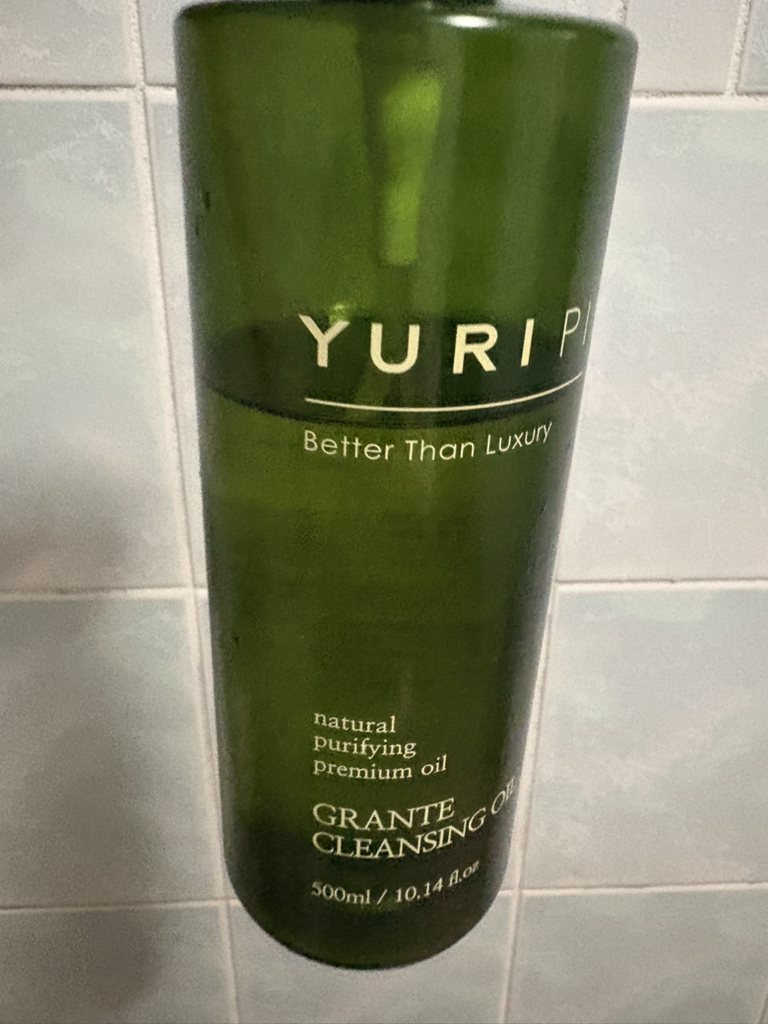 YURI PI
Better Than Luxury
natural
purifying
premium oil
GRANTE
CLEANSING OIL
500ml / 10.14 fl.oz